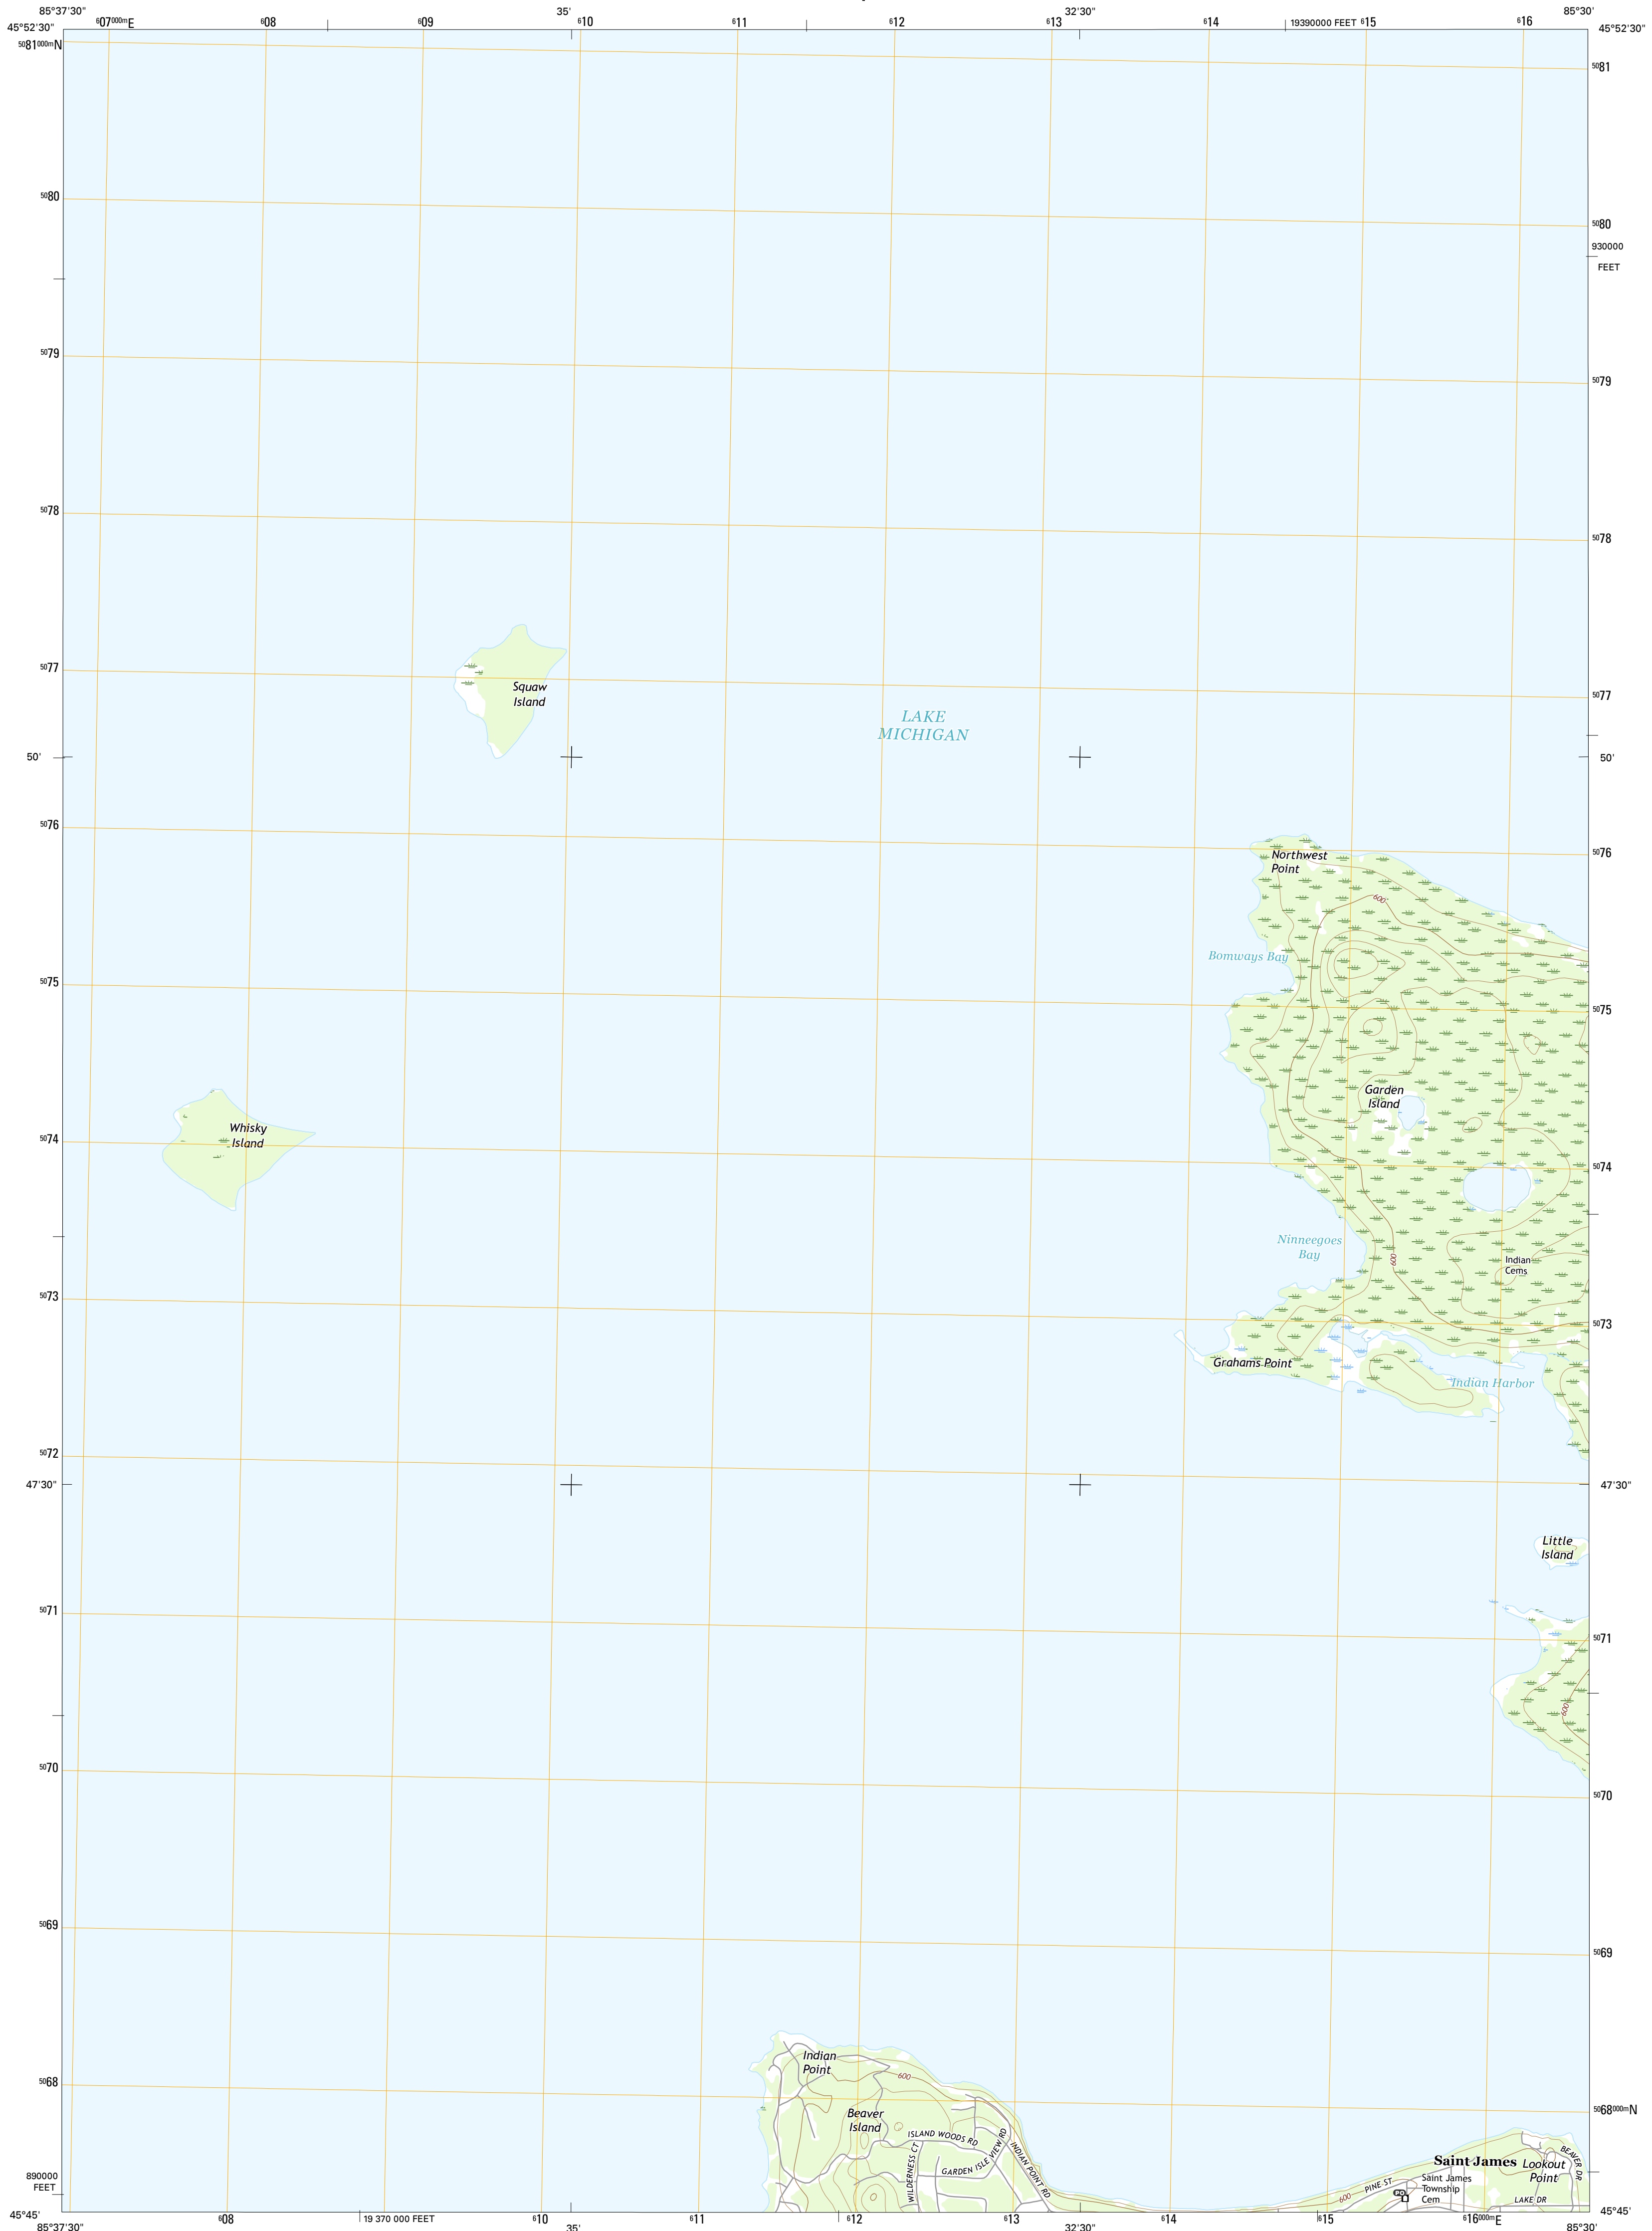 85°37'30"
35'
32'30"
85°30'
45°52'30"
⁶07⁰⁰⁰ᵐE
⁶08
⁶09
⁶10
⁶11
⁶12
⁶13
⁶14
19390000 FEET
⁶15
⁶16
45°52'30"
⁵⁰81⁰⁰⁰ᵐN
⁵⁰81
⁵⁰80
⁵⁰80
930000
FEET
⁵⁰79
⁵⁰79
⁵⁰78
⁵⁰78
⁵⁰77
⁵⁰77
Squaw
Island
LAKE
MICHIGAN
50'
50'
⁵⁰76
⁵⁰76
Northwest
Point
600
Bomways Bay
⁵⁰75
⁵⁰75
Garden
Island
Whisky
Island
⁵⁰74
⁵⁰74
Ninneegoes
Bay
600
Indian
Cems
⁵⁰73
⁵⁰73
Grahams Point
Indian Harbor
⁵⁰72
47'30"
47'30"
Little
Island
⁵⁰71
⁵⁰71
600
⁵⁰70
⁵⁰70
⁵⁰69
⁵⁰69
Indian
Point
600
⁵⁰68
⁵⁰68⁰⁰⁰ᵐN
Beaver
Island
ISLAND WOODS RD
WILDERNESS CT
GARDEN ISLE VIEW RD
INDIAN POINT RD
Saint James
Lookout
Point
BEAVER DR
PINE ST
600
PO
Saint James
Township
Cem
LAKE DR
890000
FEET
45°45'
45°45'
⁶08
19 370 000 FEET
⁶10
⁶11
⁶12
⁶13
⁶14
⁶15
⁶16⁰⁰⁰ᵐE
85°37'30"
35'
32'30"
85°30'